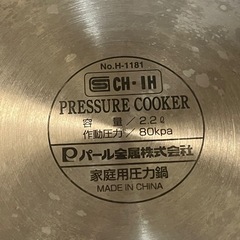 No.H-1181
S CH-IH
PRESSURE COOKER
容量／2.2ℓ
作動圧力／80kpa
パール金属株式会社
家庭用圧力鍋
MADE IN CHINA